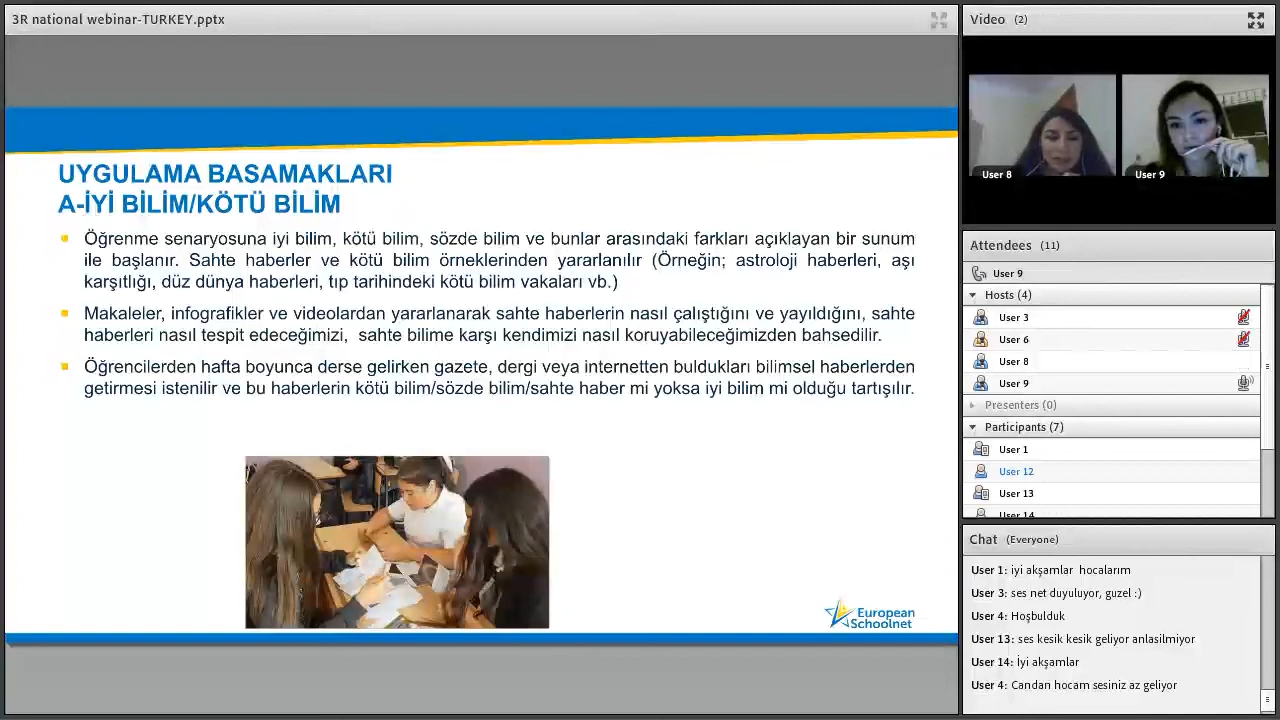 3R national webinar-TURKEY.pptx
UYGULAMA BASAMAKLARI
A-İYİ BİLİM/KÖTÜ BİLİM
Öğrenme senaryosuna iyi bilim, kötü bilim, sözde bilim ve bunlar arasındaki farkları açıklayan bir sunum
ile başlanır. Sahte haberler ve kötü bilim örneklerinden yararlanılır (Örneğin; astroloji haberleri, aşı
karşıtlığı, düz dünya haberleri, tıp tarihindeki kötü bilim vakaları vb.)
Makaleler, infografikler ve videolardan yararlanarak sahte haberlerin nasıl çalıştığını ve yayıldığını, sahte
haberleri nasıl tespit edeceğimizi, sahte bilime karşı kendimizi nasıl koruyabileceğimizden bahsedilir.
Öğrencilerden hafta boyunca derse gelirken gazete, dergi veya internetten buldukları bilimsel haberlerden
getirmesi istenilir ve bu haberlerin kötü bilim/sözde bilim/sahte haber mi yoksa iyi bilim mi olduğu tartışılır.
European
Schoolnet
Video (2)
User 8
User 9
Attendees (11)
User 9
Hosts (4)
User 3
User 6
User 8
User 9
Presenters (0)
Participants (7)
User 1
User 12
User 13
User 14
Chat (Everyone)
User 1: iyi akşamlar hocalarım
User 3: ses net duyuluyor, guzel :)
User 4: Hoşbulduk
User 13: ses kesik kesik geliyor anlasilmiyor
User 14: İyi akşamlar
User 4: Candan hocam sesiniz az geliyor